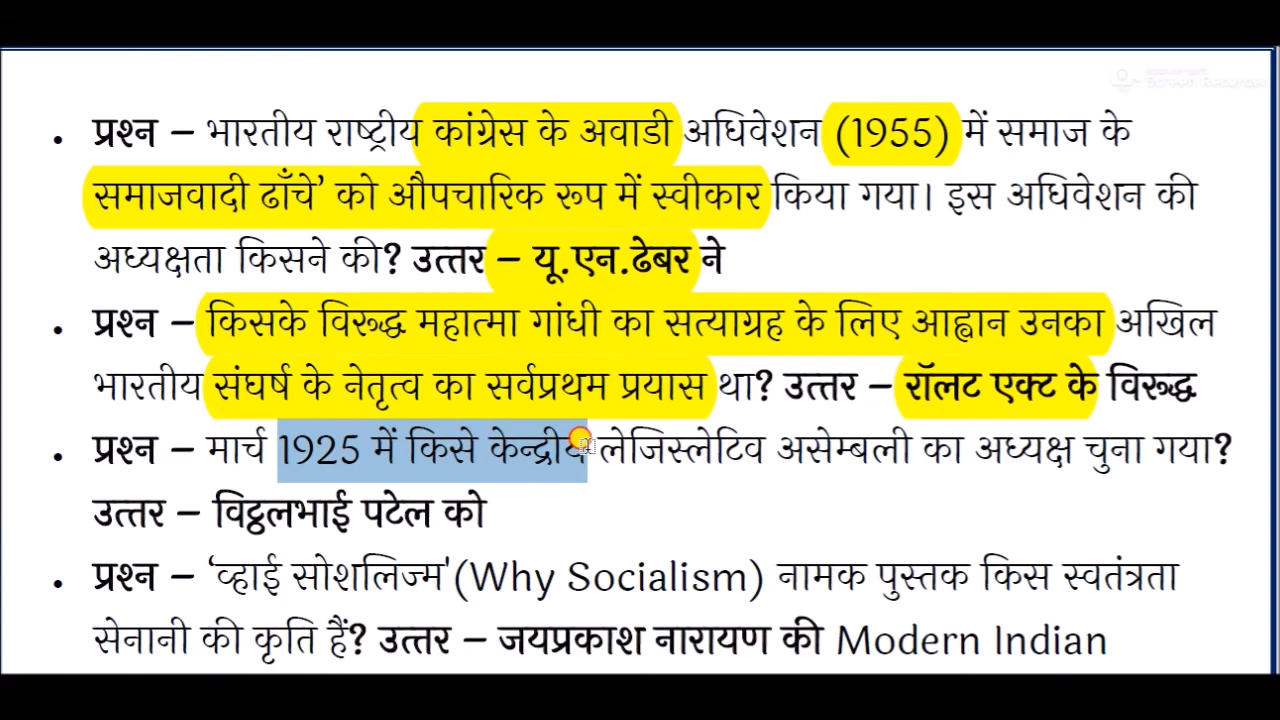 • प्रश्न – भारतीय राष्ट्रीय कांग्रेस के अवाडी अधिवेशन (1955) में समाज के
समाजवादी ढाँचे’ को औपचारिक रूप में स्वीकार किया गया। इस अधिवेशन की
अध्यक्षता किसने की? उत्तर – यू.एन.ढेबर ने
• प्रश्न – किसके विरूद्ध महात्मा गांधी का सत्याग्रह के लिए आह्वान उनका अखिल
भारतीय संघर्ष के नेतृत्व का सर्वप्रथम प्रयास था? उत्तर – रॉलट एक्ट के विरूद्ध
• प्रश्न – मार्च 1925 में किसे केन्द्रीय लेजिस्लेटिव असेम्बली का अध्यक्ष चुना गया?
उत्तर – विट्ठलभाई पटेल को
• प्रश्न – ‘व्हाई सोशलिज्म'(Why Socialism) नामक पुस्तक किस स्वतंत्रता
सेनानी की कृति हैं? उत्तर – जयप्रकाश नारायण की Modern Indian